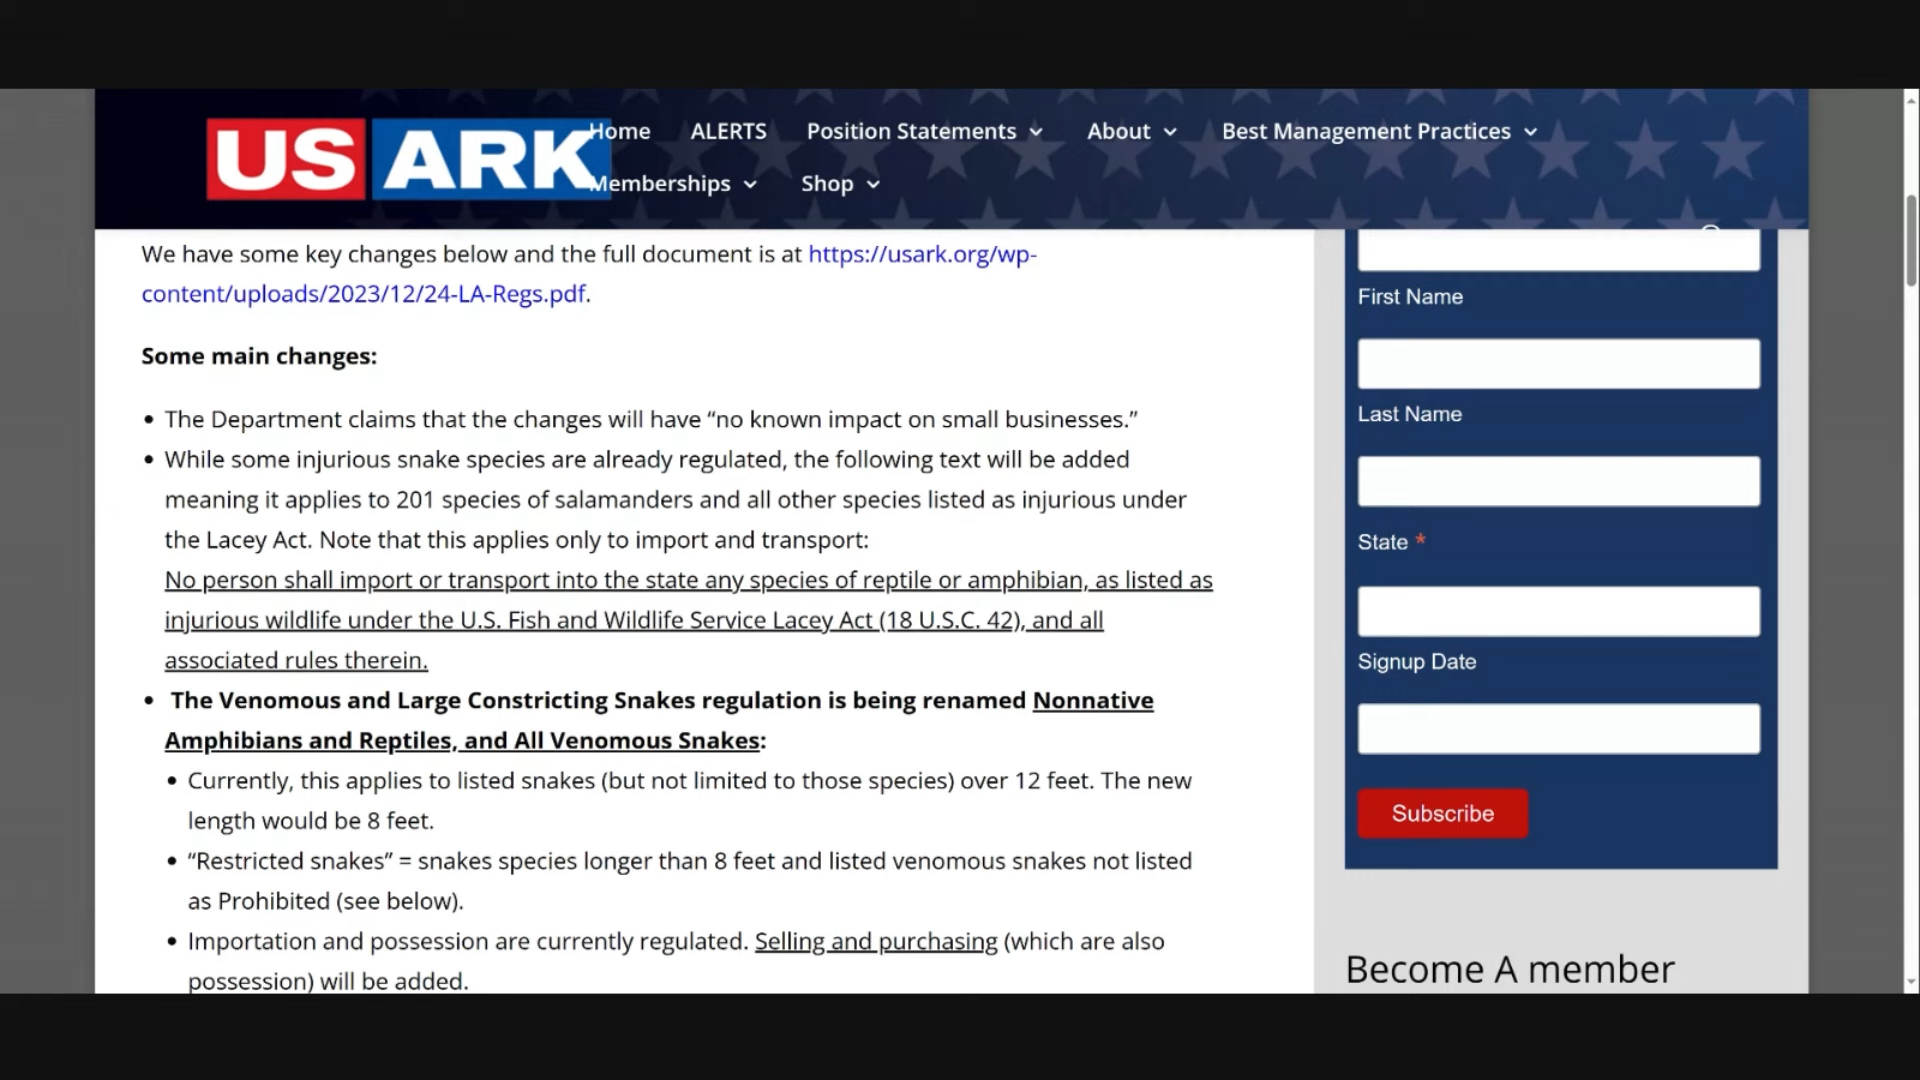 US ARK
Home ALERTS Position Statements About Best Management Practices
Memberships Shop
We have some key changes below and the full document is at https://usark.org/wp-
content/uploads/2023/12/24-LA-Regs.pdf.
Some main changes:
• The Department claims that the changes will have “no known impact on small businesses.”
• While some injurious snake species are already regulated, the following text will be added
meaning it applies to 201 species of salamanders and all other species listed as injurious under
the Lacey Act. Note that this applies only to import and transport:
No person shall import or transport into the state any species of reptile or amphibian, as listed as
injurious wildlife under the U.S. Fish and Wildlife Service Lacey Act (18 U.S.C. 42), and all
associated rules therein.
• The Venomous and Large Constricting Snakes regulation is being renamed Nonnative
Amphibians and Reptiles, and All Venomous Snakes:
• Currently, this applies to listed snakes (but not limited to those species) over 12 feet. The new
length would be 8 feet.
• “Restricted snakes” = snakes species longer than 8 feet and listed venomous snakes not listed
as Prohibited (see below).
• Importation and possession are currently regulated. Selling and purchasing (which are also
possession) will be added.
First Name
Last Name
State *
Signup Date
Subscribe
Become A member